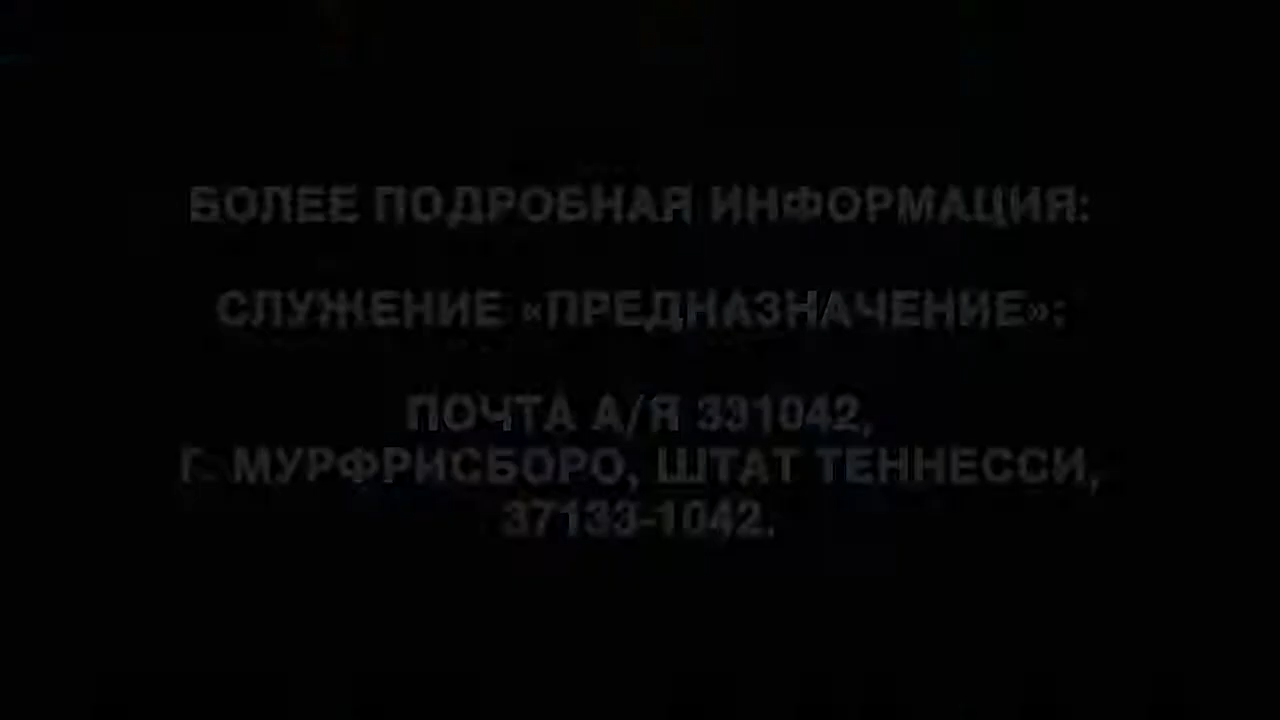 БОЛЕЕ ПОДРОБНАЯ ИНФОРМАЦИЯ:
СЛУЖЕНИЕ «ПРЕДНАЗНАЧЕНИЕ»:
ПОЧТА А/Я 331042,
Г. МУРФРИСБОРО, ШТАТ ТЕННЕССИ,
37133-1042.